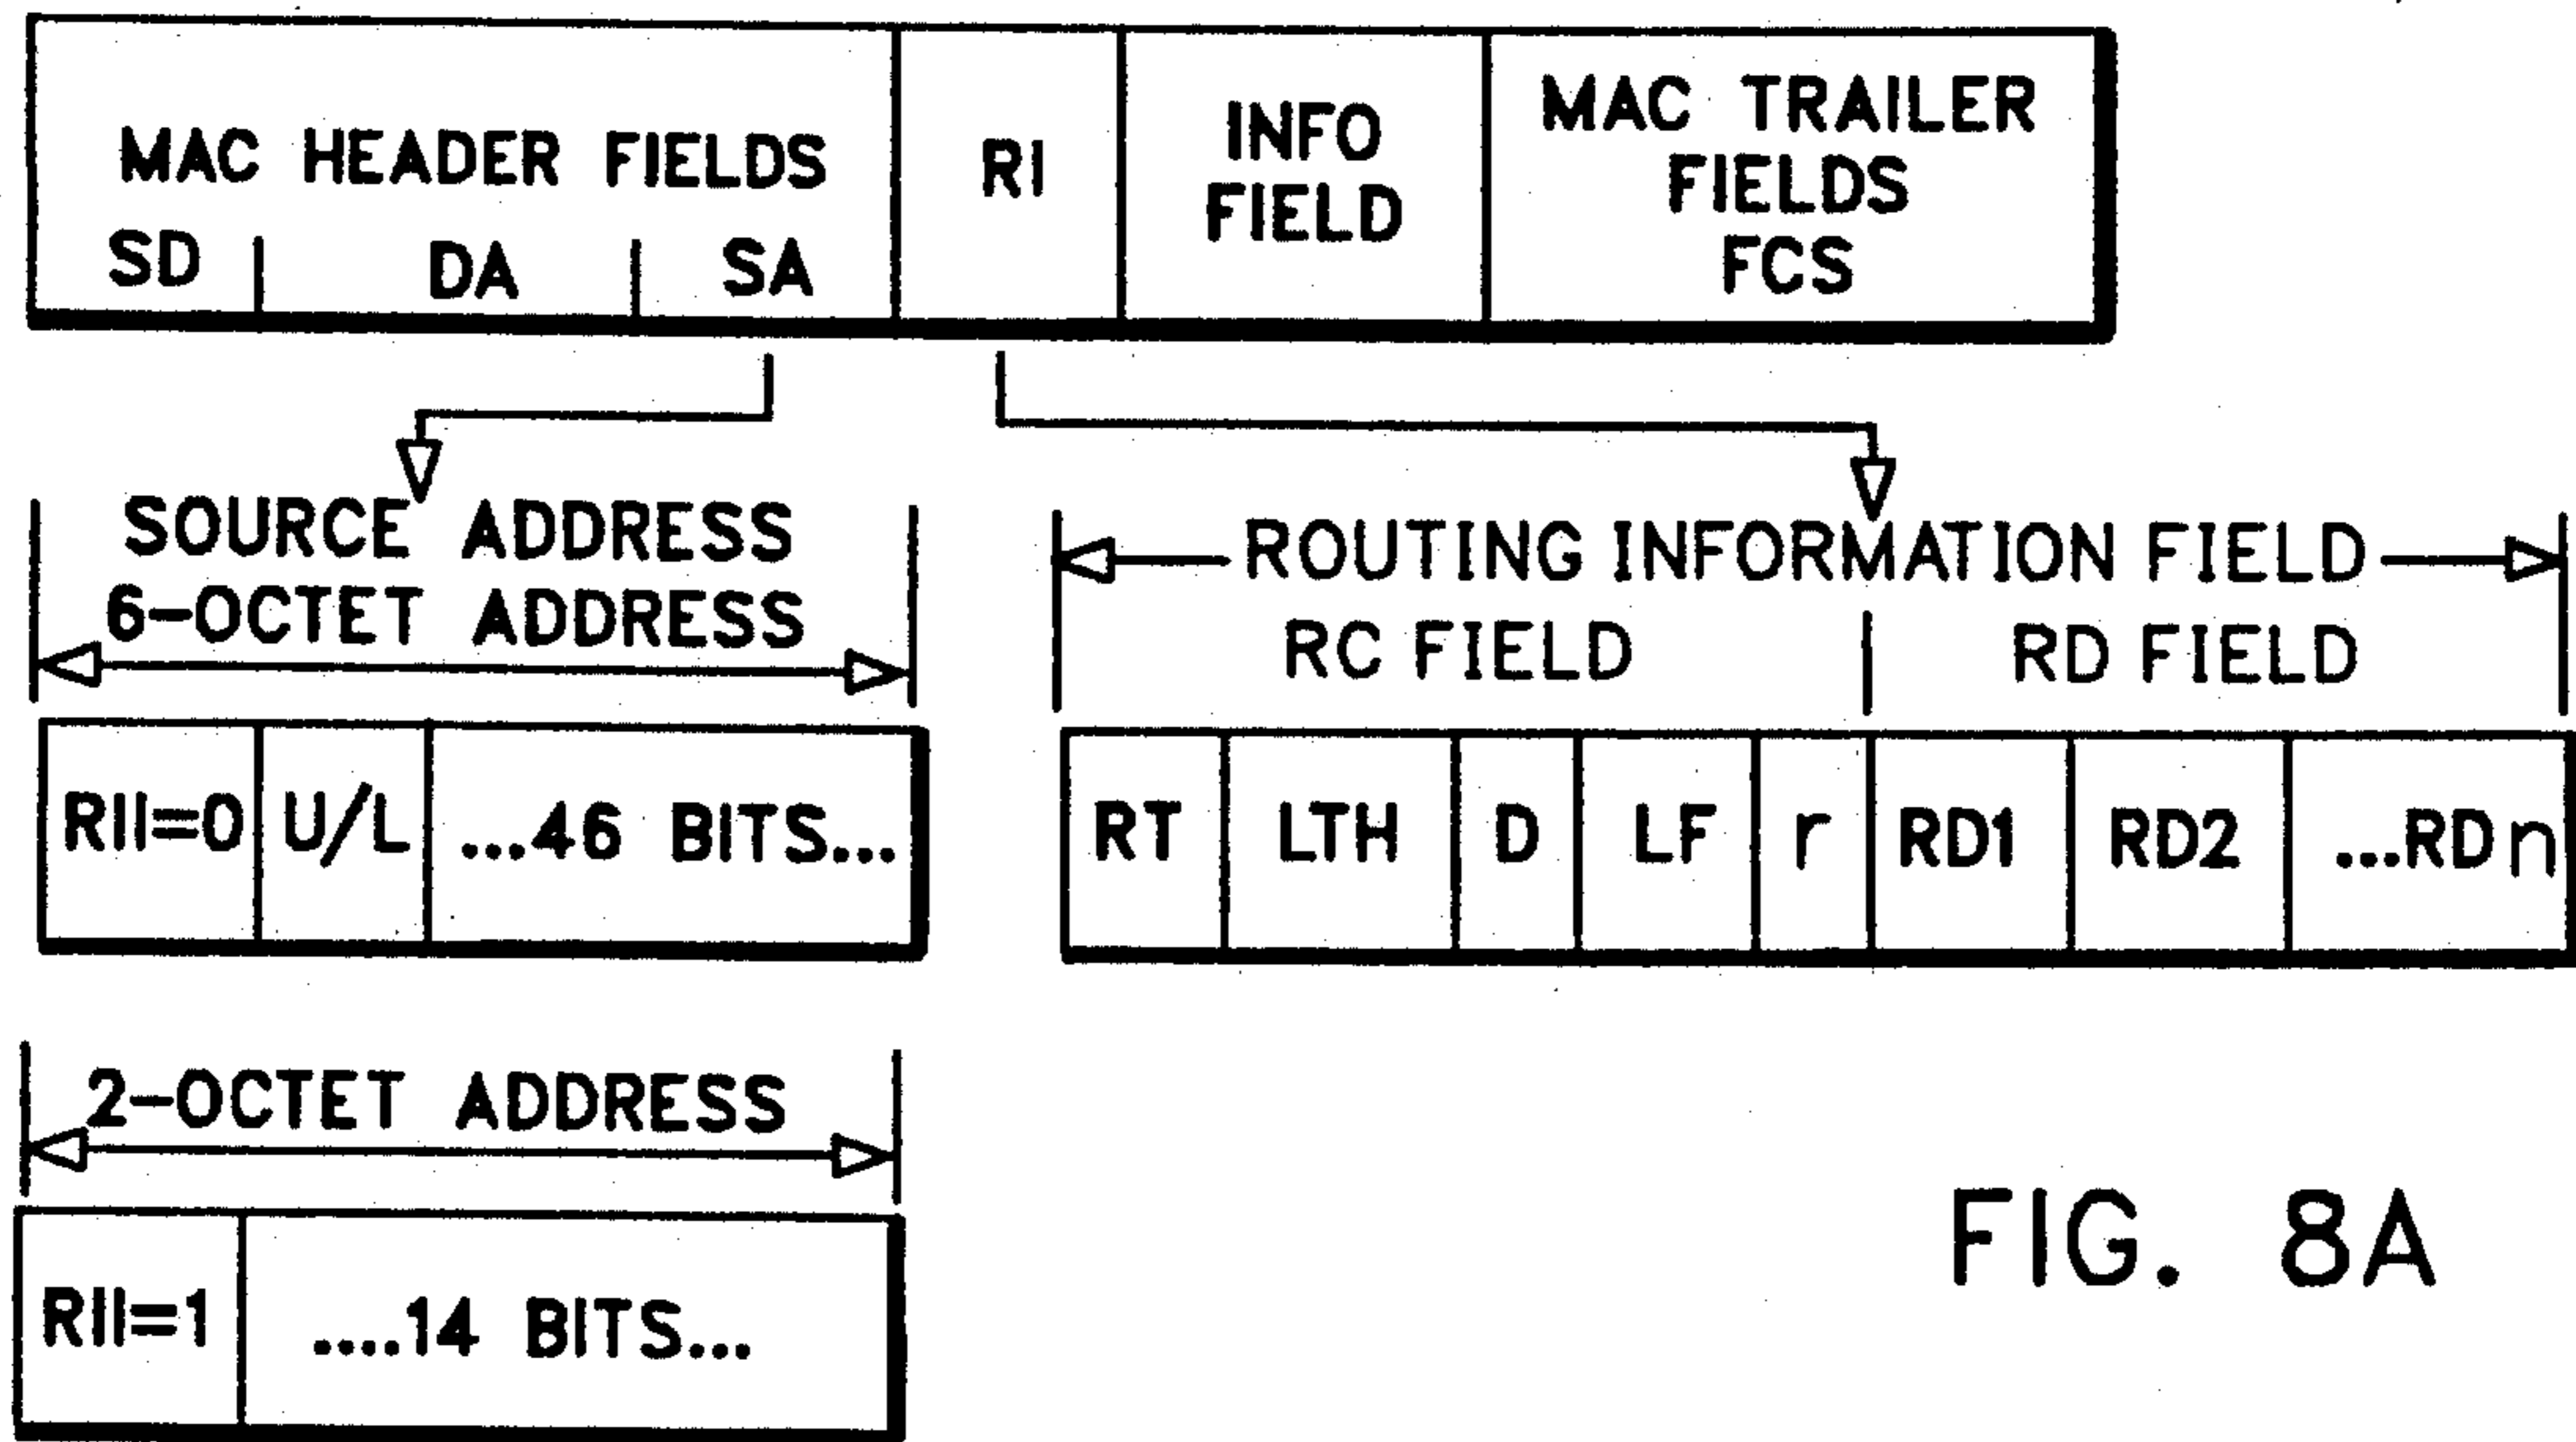 MAC HEADER FIELDS
SD DA SA
RI
INFO
FIELD
MAC TRAILER
FIELDS
FCS
SOURCE ADDRESS
6-OCTET ADDRESS
RII=0 U/L ...46 BITS...
ROUTING INFORMATION FIELD
RC FIELD RD FIELD
RT LTH D LF r RD1 RD2 ...RDn
2-OCTET ADDRESS
RII=1 ....14 BITS...
FIG. 8A